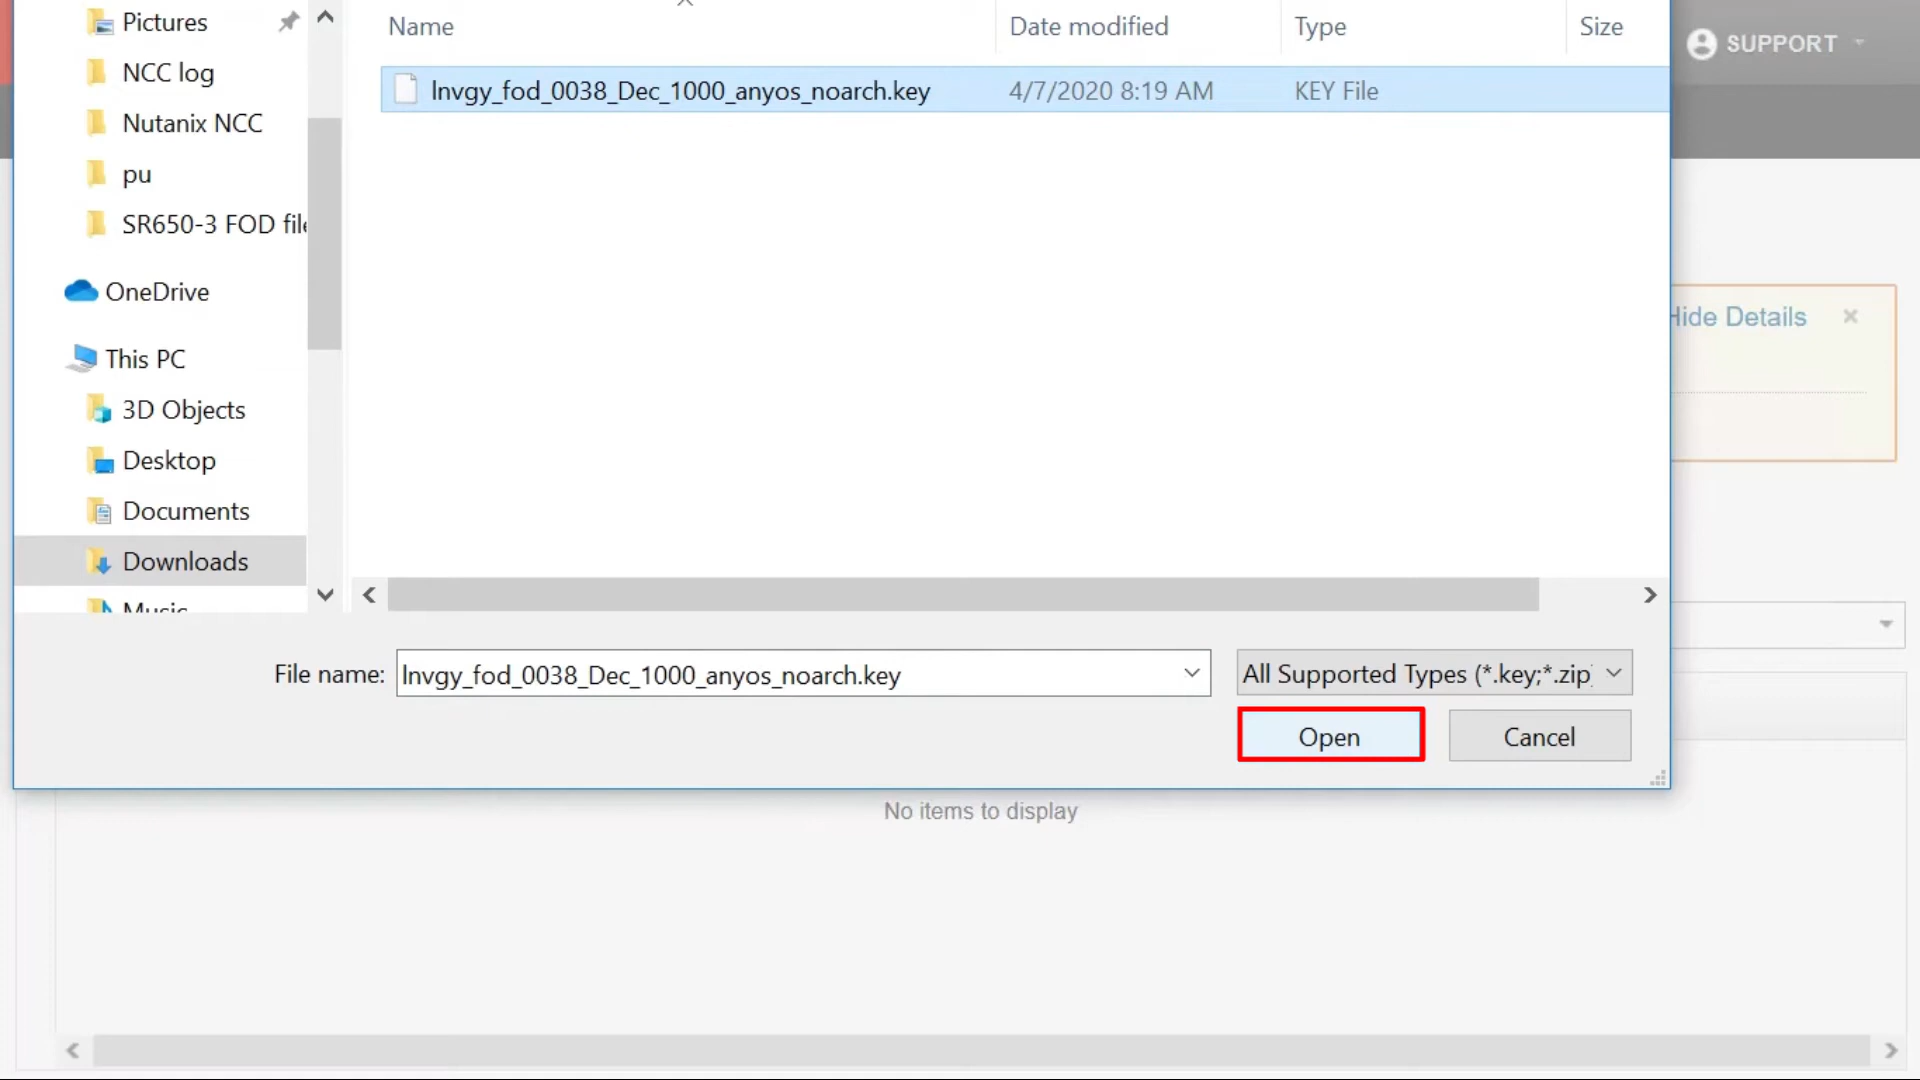 Pictures
Name
Date modified
Type
Size
SUPPORT
NCC log
lnvgy_fod_0038_Dec_1000_anyos_noarch.key
4/7/2020 8:19 AM
KEY File
Nutanix NCC
pu
SR650-3 FOD file
OneDrive
Hide Details
This PC
3D Objects
Desktop
Documents
Downloads
Music
File name:
lnvgy_fod_0038_Dec_1000_anyos_noarch.key
All Supported Types (*.key;*.zip
Open
Cancel
No items to display